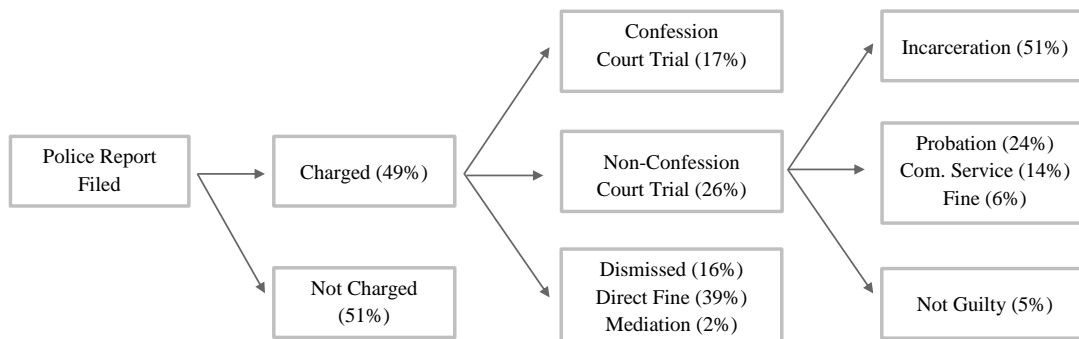 Police Report
Filed
Charged (49%)
Not Charged
(51%)
Confession
Court Trial (17%)
Non-Confession
Court Trial (26%)
Dismissed (16%)
Direct Fine (39%)
Mediation (2%)
Incarceration (51%)
Probation (24%)
Com. Service (14%)
Fine (6%)
Not Guilty (5%)